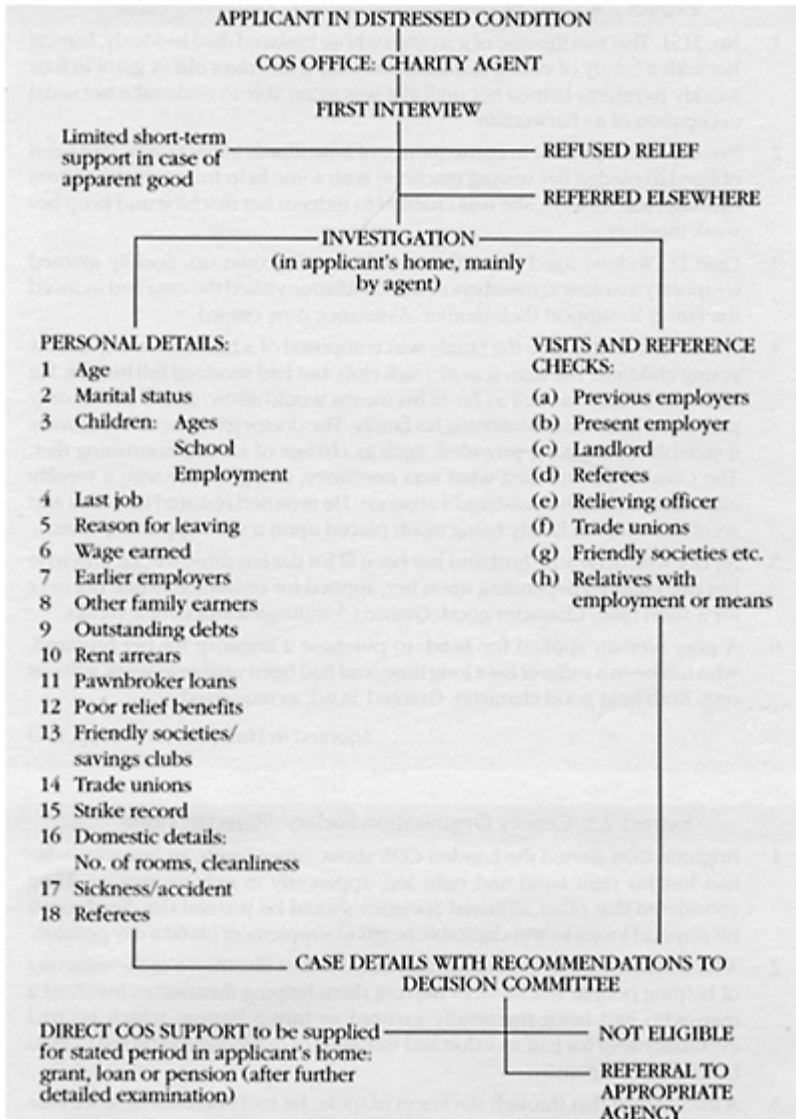 APPLICANT IN DISTRESSED CONDITION
COS OFFICE: CHARITY AGENT
FIRST INTERVIEW
Limited short-term
support in case of
apparent good
REFUSED RELIEF
REFERRED ELSEWHERE
INVESTIGATION
(in applicant's home, mainly
by agent)
PERSONAL DETAILS:
1 Age
2 Marital status
3 Children: Ages
School
Employment
4 Last job
5 Reason for leaving
6 Wage earned
7 Earlier employers
8 Other family earners
9 Outstanding debts
10 Rent arrears
11 Pawnbroker loans
12 Poor relief benefits
13 Friendly societies/
savings clubs
14 Trade unions
15 Strike record
16 Domestic details:
No. of rooms, cleanliness
17 Sickness/accident
18 Referees
VISITS AND REFERENCE
CHECKS:
(a) Previous employers
(b) Present employer
(c) Landlord
(d) Referees
(e) Relieving officer
(f) Trade unions
(g) Friendly societies etc.
(h) Relatives with
employment or means
CASE DETAILS WITH RECOMMENDATIONS TO
DECISION COMMITTEE
DIRECT COS SUPPORT to be supplied
for stated period in applicant's home:
grant, loan or pension (after further
detailed examination)
NOT ELIGIBLE
REFERRAL TO
APPROPRIATE
AGENCY